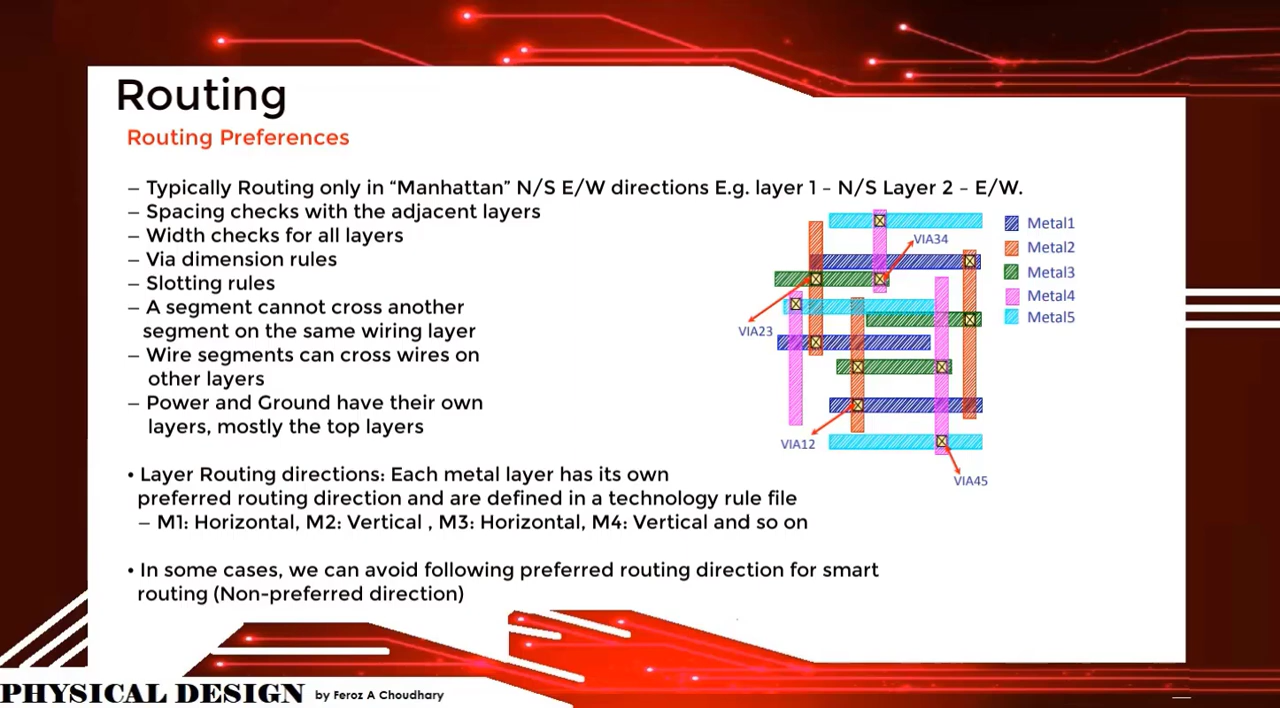 Routing
Routing Preferences
– Typically Routing only in “Manhattan” N/S E/W directions E.g. layer 1 – N/S Layer 2 – E/W.
– Spacing checks with the adjacent layers
– Width checks for all layers
– Via dimension rules
– Slotting rules
– A segment cannot cross another
segment on the same wiring layer
– Wire segments can cross wires on
other layers
– Power and Ground have their own
layers, mostly the top layers
Metal1
Metal2
Metal3
Metal4
Metal5
VIA34
VIA23
VIA12
VIA45
• Layer Routing directions: Each metal layer has its own
preferred routing direction and are defined in a technology rule file
– M1: Horizontal, M2: Vertical , M3: Horizontal, M4: Vertical and so on
• In some cases, we can avoid following preferred routing direction for smart
routing (Non-preferred direction)
PHYSICAL DESIGN by Feroz A Choudhary